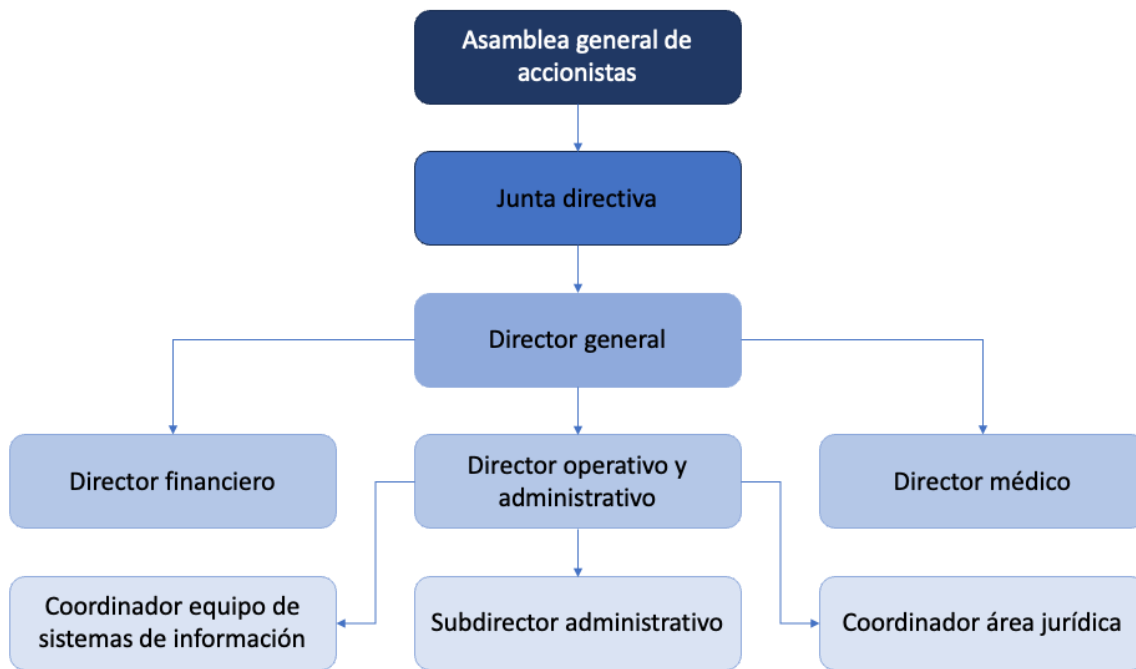 Asamblea general de
accionistas
Junta directiva
Director general
Director financiero
Director operativo y
administrativo
Director médico
Coordinador equipo de
sistemas de información
Subdirector administrativo
Coordinador área jurídica